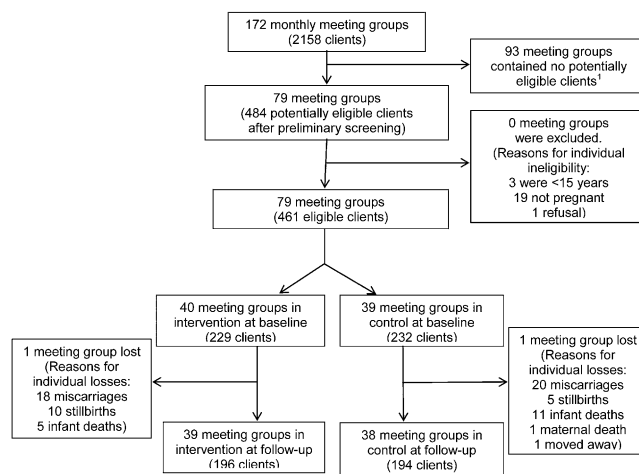 172 monthly meeting groups
(2158 clients)
93 meeting groups
contained no potentially
eligible clients¹
79 meeting groups
(484 potentially eligible clients
after preliminary screening)
0 meeting groups
were excluded.
(Reasons for individual
ineligibility:
3 were <15 years
19 not pregnant
1 refusal)
79 meeting groups
(461 eligible clients)
40 meeting groups in
intervention at baseline
(229 clients)
39 meeting groups in
control at baseline
(232 clients)
1 meeting group lost
(Reasons for
individual losses:
18 miscarriages
10 stillbirths
5 infant deaths)
1 meeting group lost
(Reasons for
individual losses:
20 miscarriages
5 stillbirths
11 infant deaths
1 maternal death
1 moved away)
39 meeting groups in
intervention at follow-up
(196 clients)
38 meeting groups in
control at follow-up
(194 clients)